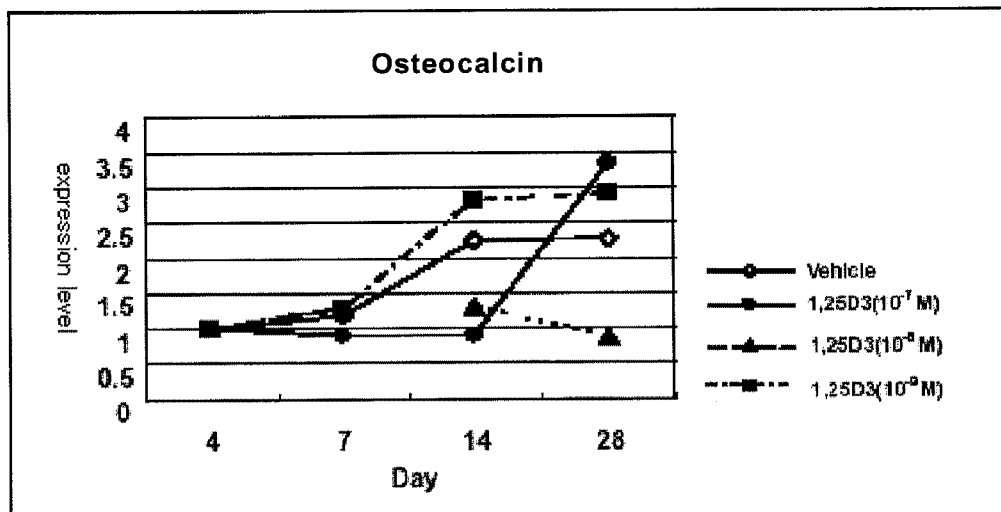 Osteocalcin
expression level
4
3.5
3
2.5
2
1.5
1
0.5
0
4 7 14 28
Day
Vehicle
1,25D3(10⁻⁷ M)
1,25D3(10⁻⁸ M)
1,25D3(10⁻⁹ M)